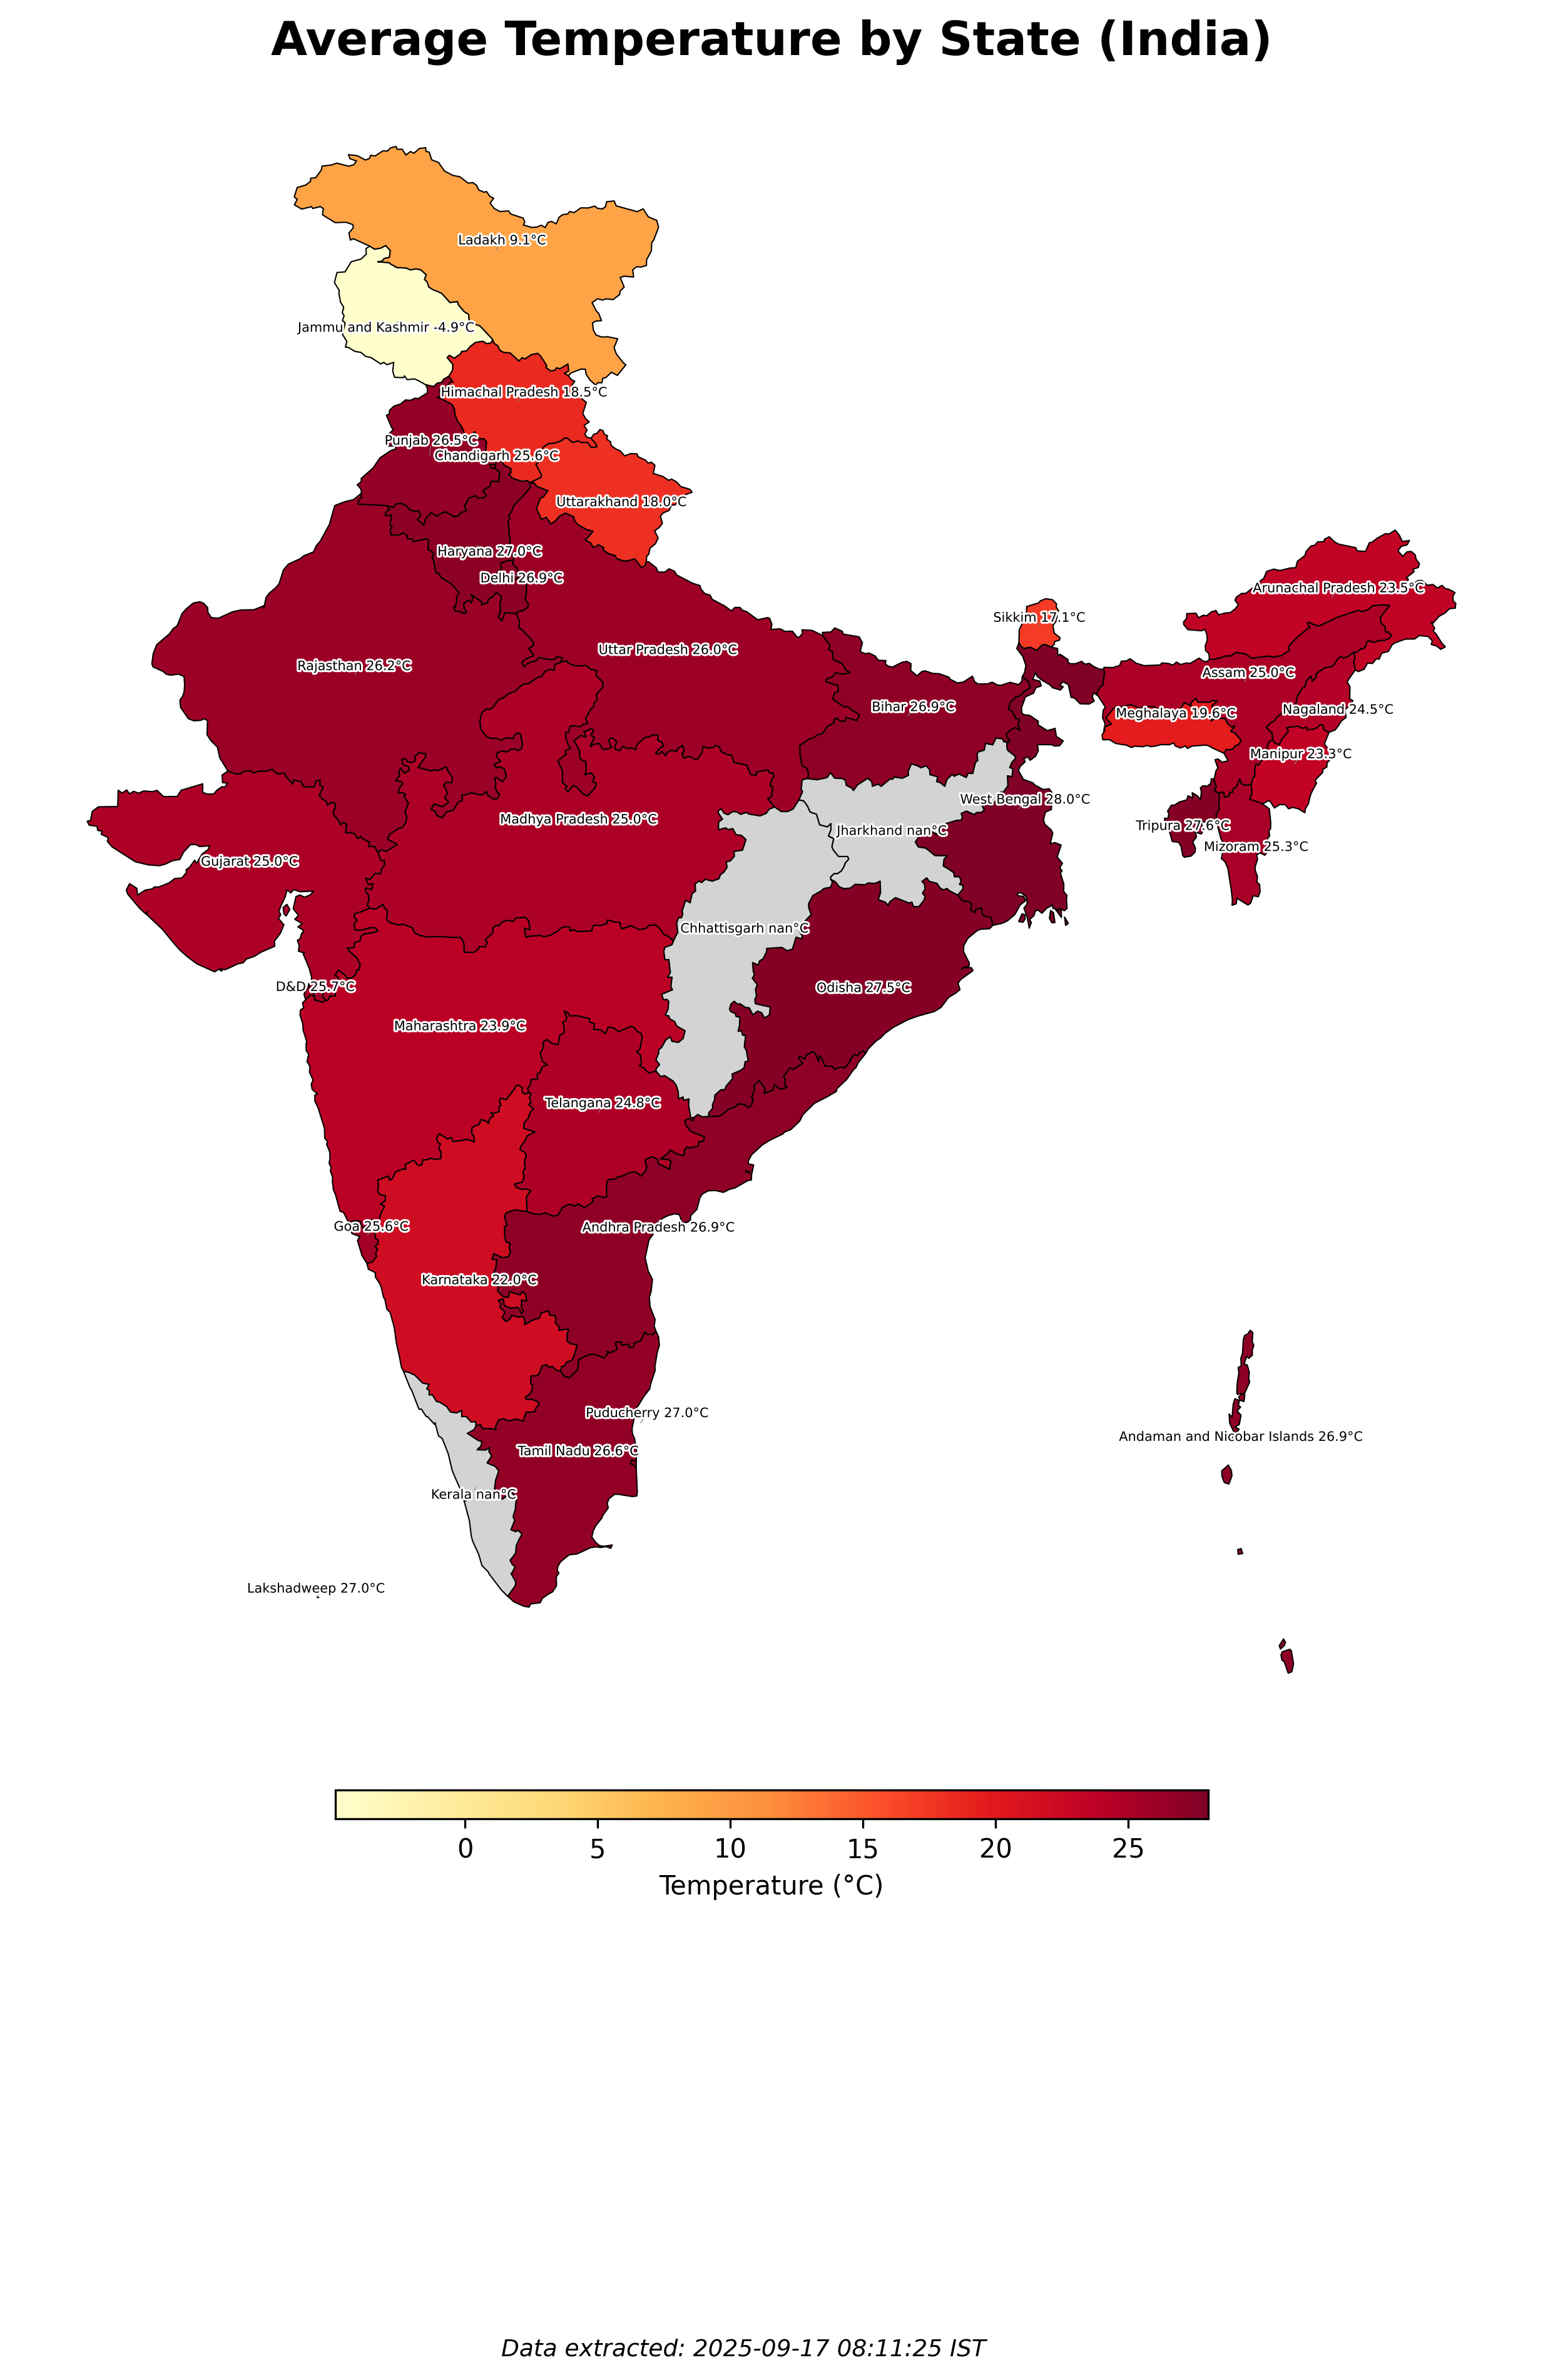 Average Temperature by State (India)
Ladakh 9.1°C
Jammu and Kashmir -4.9°C
Himachal Pradesh 18.5°C
Punjab 26.5°C
Chandigarh 25.6°C
Uttarakhand 18.0°C
Haryana 27.0°C
Delhi 26.9°C
Arunachal Pradesh 23.5°C
Sikkim 17.1°C
Uttar Pradesh 26.0°C
Rajasthan 26.2°C
Assam 25.0°C
Bihar 26.9°C
Nagaland 24.5°C
Meghalaya 19.6°C
Manipur 23.3°C
West Bengal 28.0°C
Madhya Pradesh 25.0°C
Tripura 27.6°C
Jharkhand nan°C
Mizoram 25.3°C
Gujarat 25.0°C
Chhattisgarh nan°C
D&D 25.7°C
Odisha 27.5°C
Maharashtra 23.9°C
Telangana 24.8°C
Goa 25.6°C
Andhra Pradesh 26.9°C
Karnataka 22.0°C
Puducherry 27.0°C
Andaman and Nicobar Islands 26.9°C
Tamil Nadu 26.6°C
Kerala nan°C
Lakshadweep 27.0°C
0 5 10 15 20 25
Temperature (°C)
Data extracted: 2025-09-17 08:11:25 IST